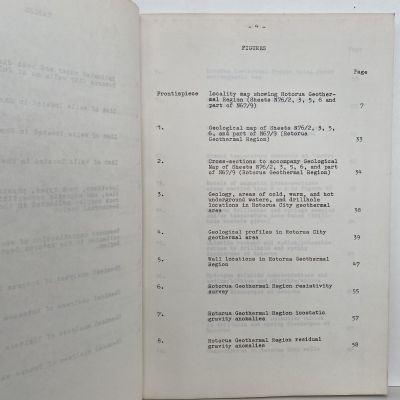 - 4 -
FIGURES
Page
Frontispiece Locality map showing Rotorua Geother-
mal Region (Sheets N76/2, 3, 5, 6 and
part of N67/9) 7
1. Geological map of Sheets N76/2, 3, 5,
6, and part of N67/9 (Rotorua
Geothermal Region) 33
2. Cross-sections to accompany Geological
Map of Sheets N76/2, 3, 5, 6, and part
of N67/9 (Rotorua Geothermal Region) 34
3. Geology, areas of cold, warm, and hot
underground waters, and drillhole
locations in Rotorua City geothermal
area 38
4. Geological profiles in Rotorua City
geothermal area 39
5. Well locations in Rotorua Geothermal
Region 47
6. Rotorua Geothermal Region resistivity
survey 55
7. Rotorua Geothermal Region isostatic
gravity anomalies 57
8. Rotorua Geothermal Region residual
gravity anomalies 58